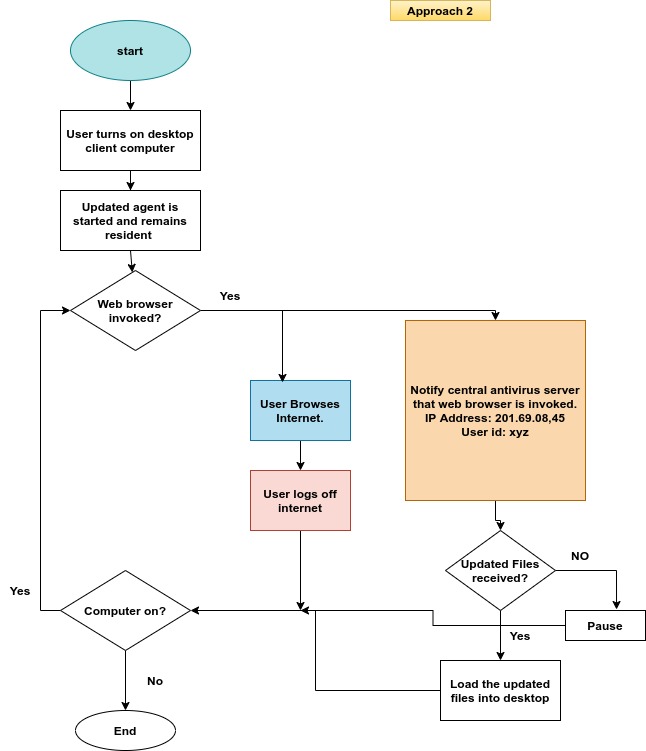 Approach 2
start
User turns on desktop
client computer
Updated agent is
started and remains
resident
Web browser
invoked?
Yes
User Browses
Internet.
User logs off
internet
Notify central antivirus server
that web browser is invoked.
IP Address: 201.69.08,45
User id: xyz
Updated Files
received?
NO
Pause
Yes
Load the updated
files into desktop
Computer on?
Yes
No
End